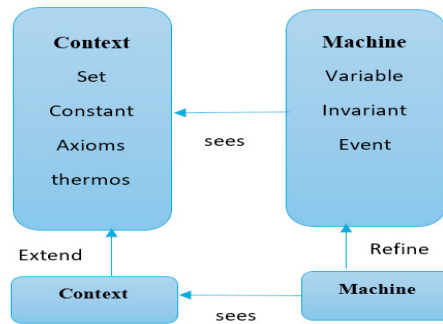 Context
Set
Constant
Axioms
thermos
Machine
Variable
Invariant
Event
sees
Extend
Refine
Context
sees
Machine